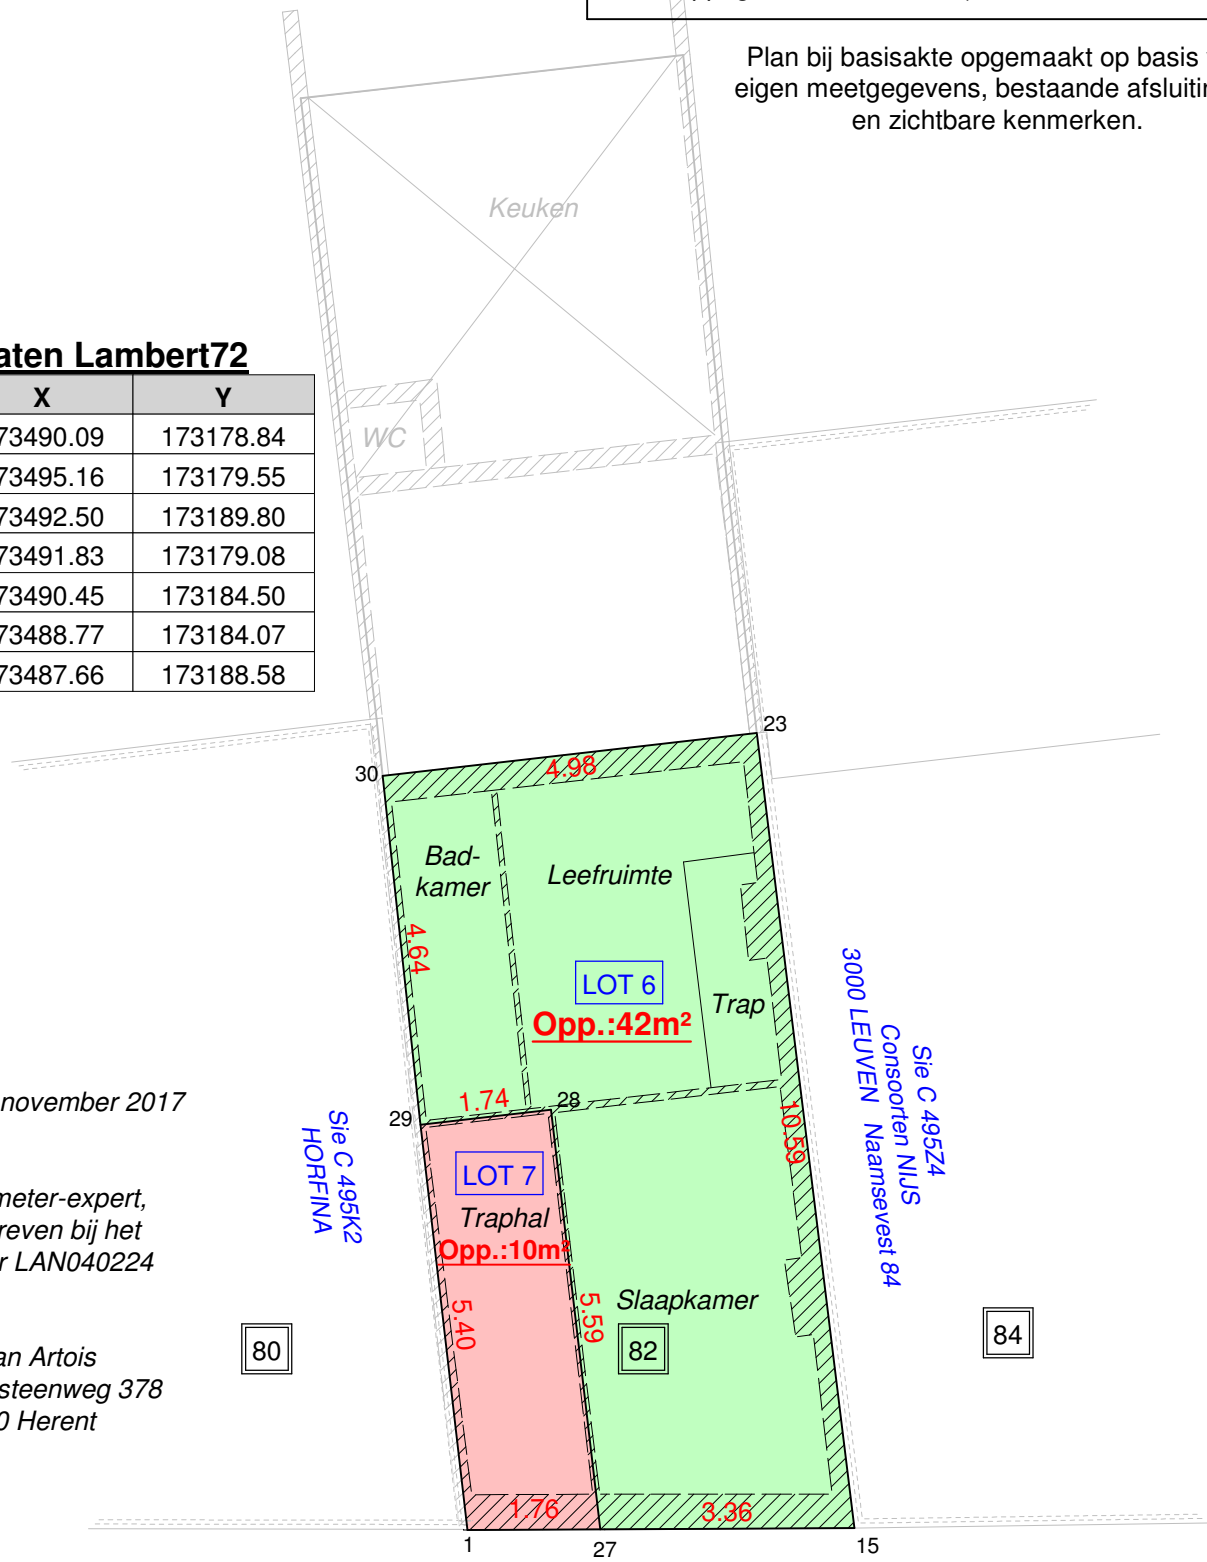 Plan bij basisakte opgemaakt op basis
eigen meetgegevens, bestaande
en zichtbare kenmerken.
Keuken
WC
Lambert72
X Y
73490.09 173178.84
73495.16 173179.55
73492.50 173189.80
73491.83 173179.08
73490.45 173184.50
73488.77 173184.07
73487.66 173188.58
23
30
4.98
Bad-
kamer
Leefruimte
4.64
LOT 6
Opp.:42m²
Trap
3000 LEUVEN Naamsevest 84
Consoorten NIJS
Sie C 495Z4
november 2017
29
1.74
28
10.59
Sie C 495K2
HORFINA
LOT 7
Traphal
Opp.:10m²
meter-expert,
reven bij het
r LAN040224
5.40
5.59
Slaapkamer
80
82
84
an Artois
steenweg 378
0 Herent
1.76
3.36
1
27
15